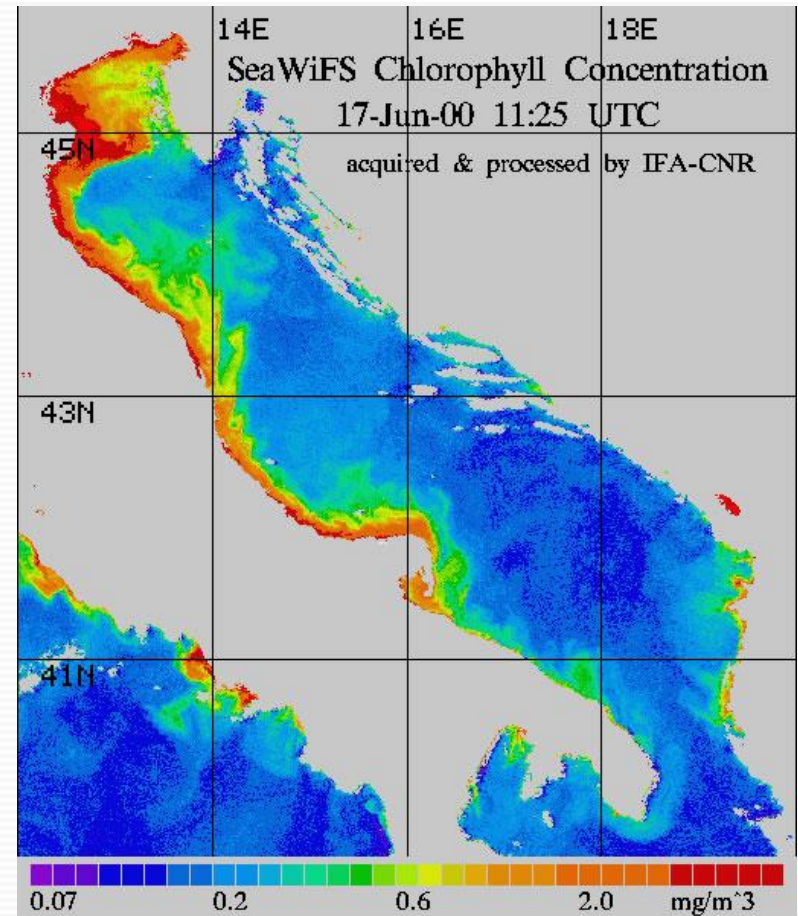 14E 16E 18E
SeaWiFS Chlorophyll Concentration
17-Jun-00 11:25 UTC
45N
acquired & processed by IFA-CNR
43N
41N
0.07 0.2 0.6 2.0 mg/m^3